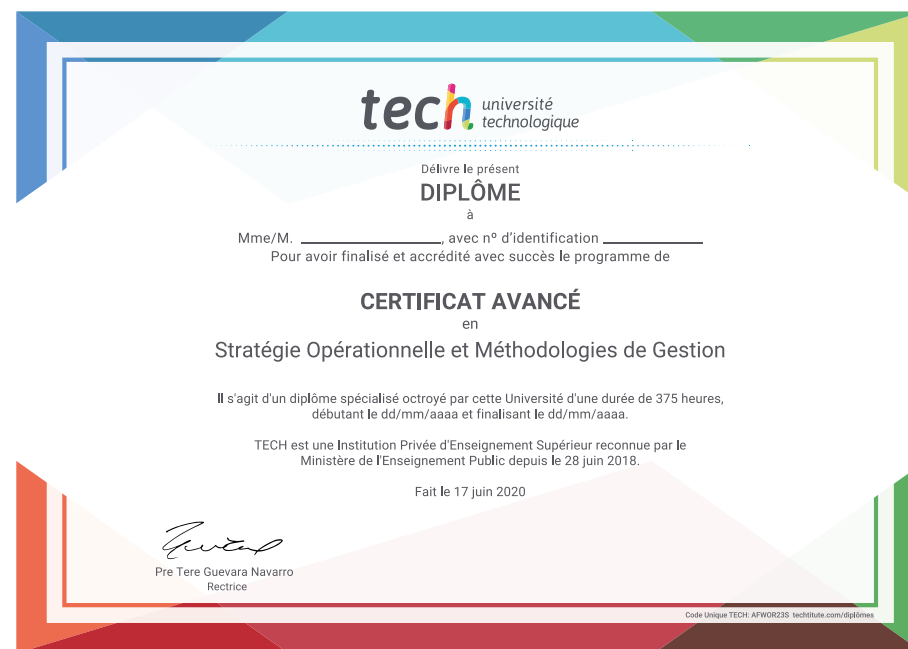 tech université
technologique
Délivre le présent
DIPLÔME
à
Mme/M. ____________________, avec nº d'identification ______________
Pour avoir finalisé et accrédité avec succès le programme de
CERTIFICAT AVANCÉ
en
Stratégie Opérationnelle et Méthodologies de Gestion
Il s'agit d'un diplôme spécialisé octroyé par cette Université d'une durée de 375 heures,
débutant le dd/mm/aaaa et finalisant le dd/mm/aaaa.
TECH est une Institution Privée d'Enseignement Supérieur reconnue par le
Ministère de l'Enseignement Public depuis le 28 juin 2018.
Fait le 17 juin 2020
Pre Tere Guevara Navarro
Rectrice
Code Unique TECH: AFWOR23S techtitute.com/diplômes